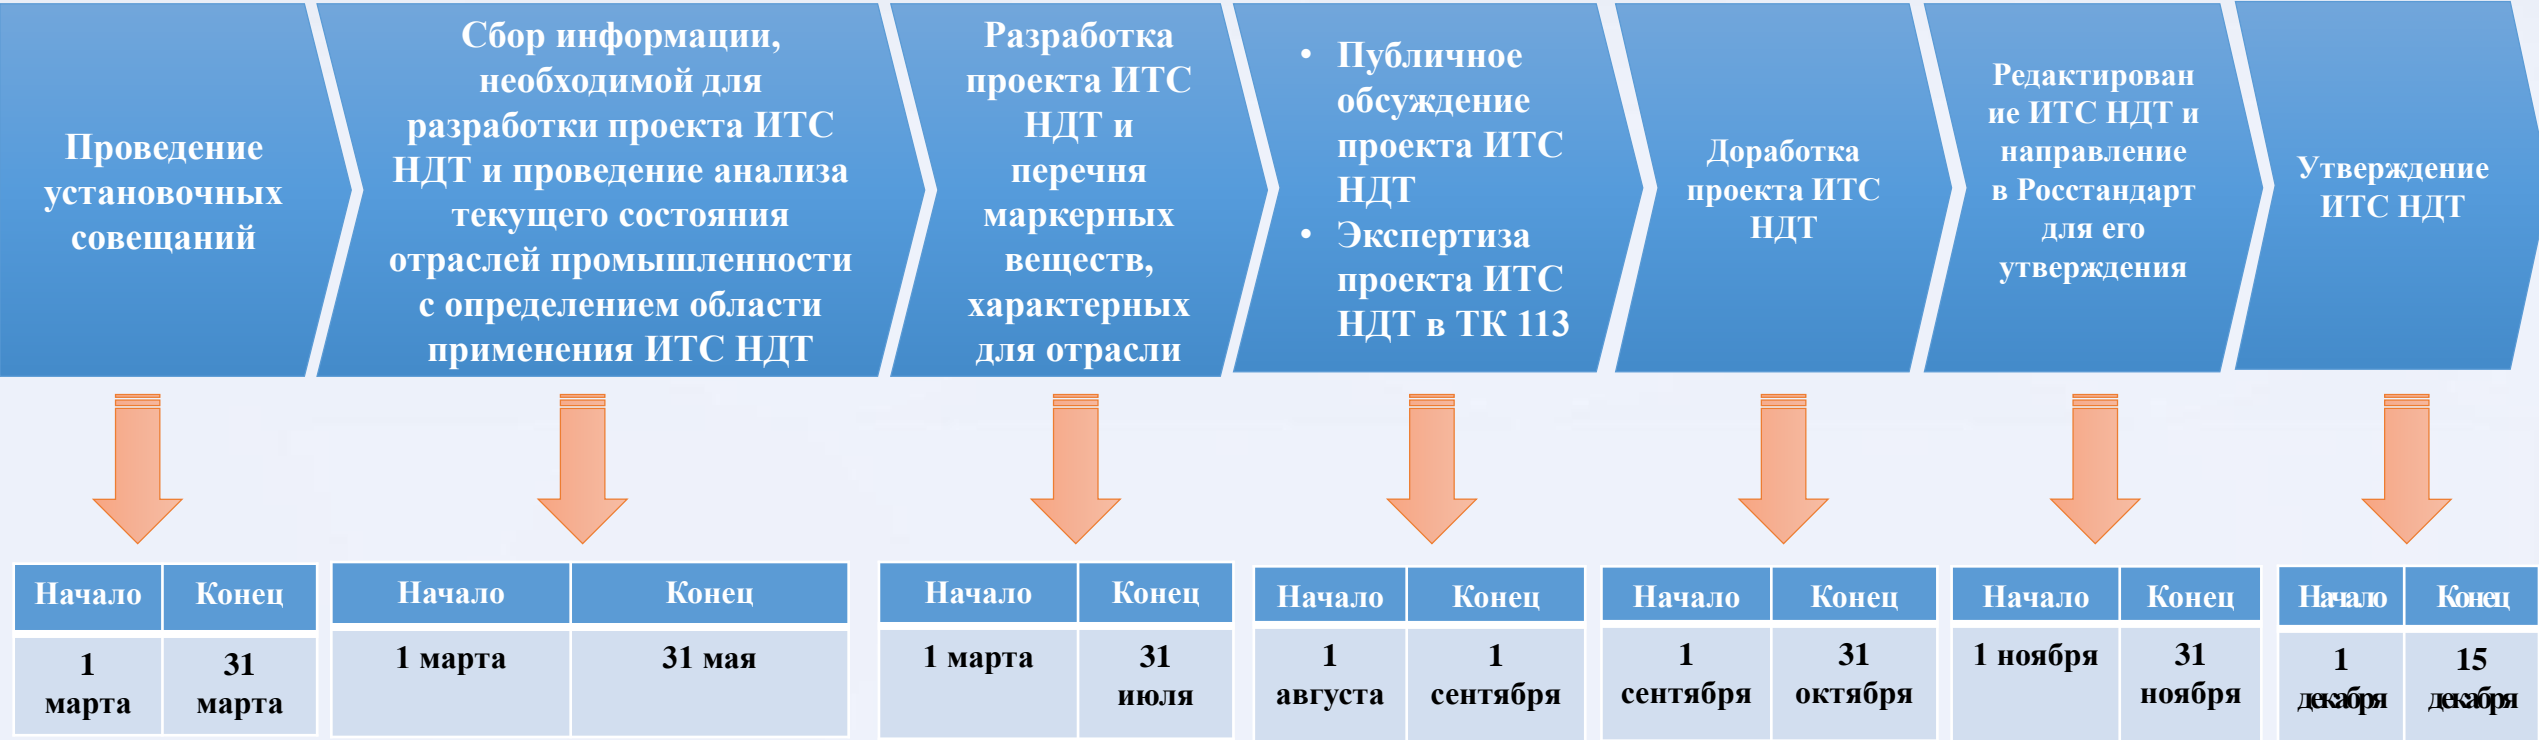 Проведение
установочных
совещаний
Сбор информации,
необходимой для
разработки проекта ИТС
НДТ и проведение анализа
текущего состояния
отраслей промышленности
с определением области
применения ИТС НДТ
Разработка
проекта ИТС
НДТ и
перечня
маркерных
веществ,
характерных
для отрасли
• Публичное
обсуждение
проекта ИТС
НДТ
• Экспертиза
проекта ИТС
НДТ в ТК 113
Доработка
проекта ИТС
НДТ
Редактирован
ие ИТС НДТ и
направление
в Росстандарт
для его
утверждения
Утверждение
ИТС НДТ
Начало Конец
1 31
марта марта
Начало Конец
1 марта 31 мая
Начало Конец
1 марта 31
июля
Начало Конец
1 1
августа сентября
Начало Конец
1 31
сентября октября
Начало Конец
1 ноября 31
ноября
Начало Конец
1 15
декабря декабря